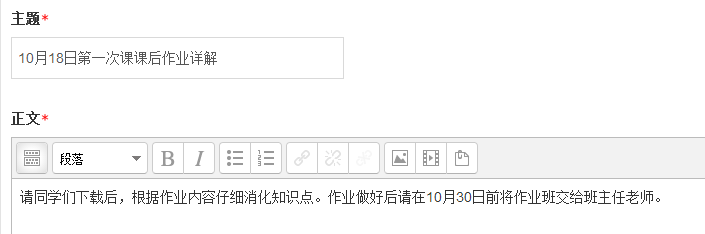 主题*
10月18日第一次课课后作业详解
正文*
段落 B I
请同学们下载后，根据作业内容仔细消化知识点。作业做好后请在10月30日前将作业班交给班主任老师。